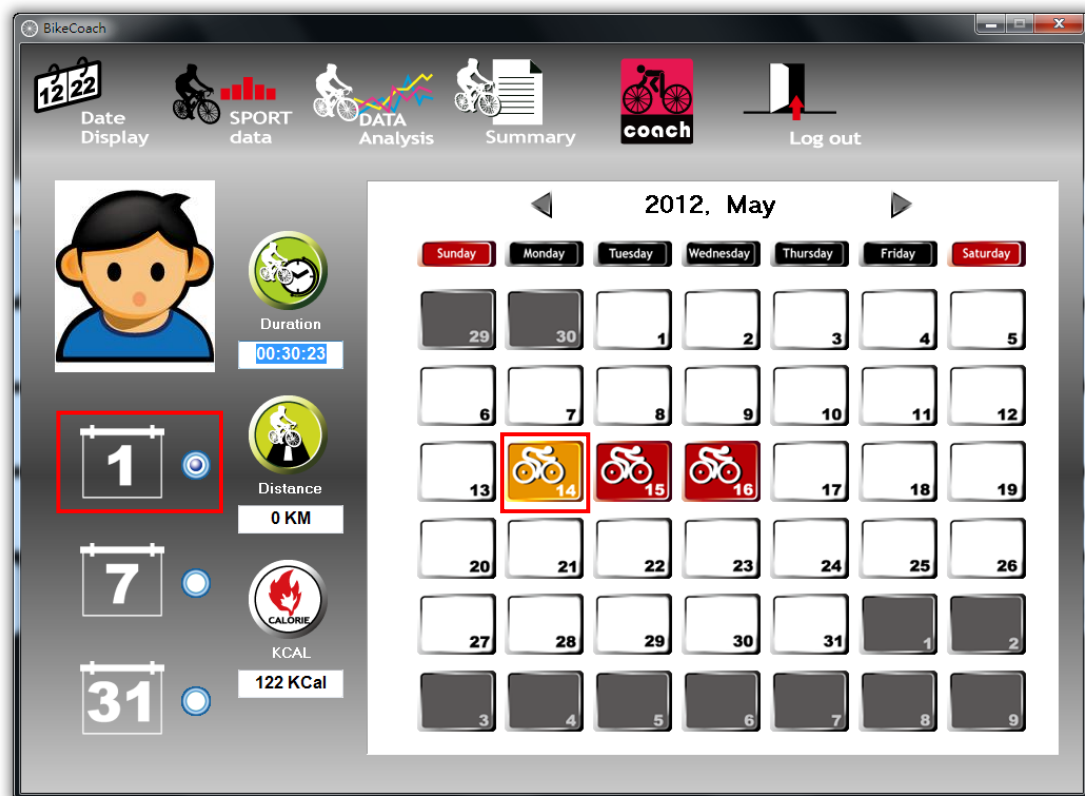 BikeCoach
12 22
Date
Display
SPORT
data
DATA
Analysis
Summary
coach
Log out
2012, May
Sunday Monday Tuesday Wednesday Thursday Friday Saturday
29 30 1 2 3 4 5
6 7 8 9 10 11 12
13 14 15 16 17 18 19
20 21 22 23 24 25 26
27 28 29 30 31 1 2
3 4 5 6 7 8 9
Duration
00:30:23
1
Distance
0 KM
7
CALORIE
KCAL
122 KCal
31